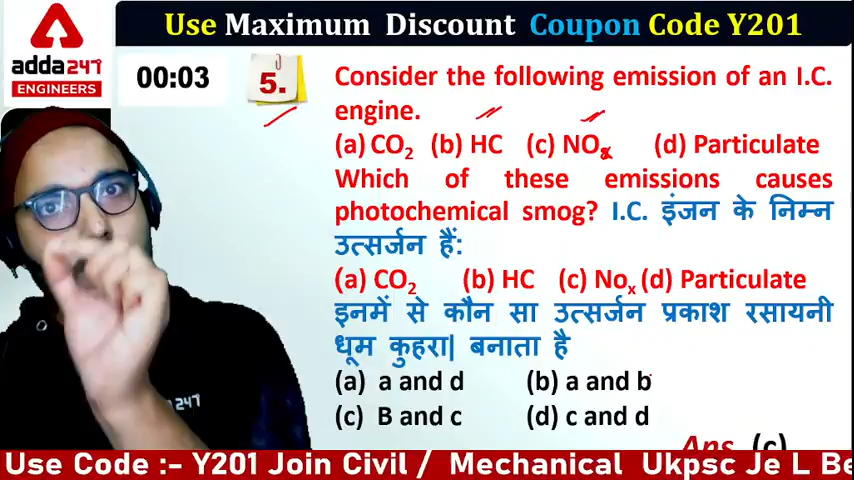 Use Maximum Discount Coupon Code Y201
adda247
ENGINEERS
00:03
5.
Consider the following emission of an I.C.
engine.
(a) CO2 (b) HC (c) NOx (d) Particulate
Which of these emissions causes
photochemical smog? I.C. इंजन के निम्न
उत्सर्जन हैं:
(a) CO2 (b) HC (c) Nox (d) Particulate
इनमें से कौन सा उत्सर्जन प्रकाश रसायनी
धूम कुहरा| बनाता है
(a) a and d (b) a and b
(c) B and c (d) c and d
Ans (c)
247
Use Code :- Y201 Join Civil / Mechanical Ukpsc Je L Be